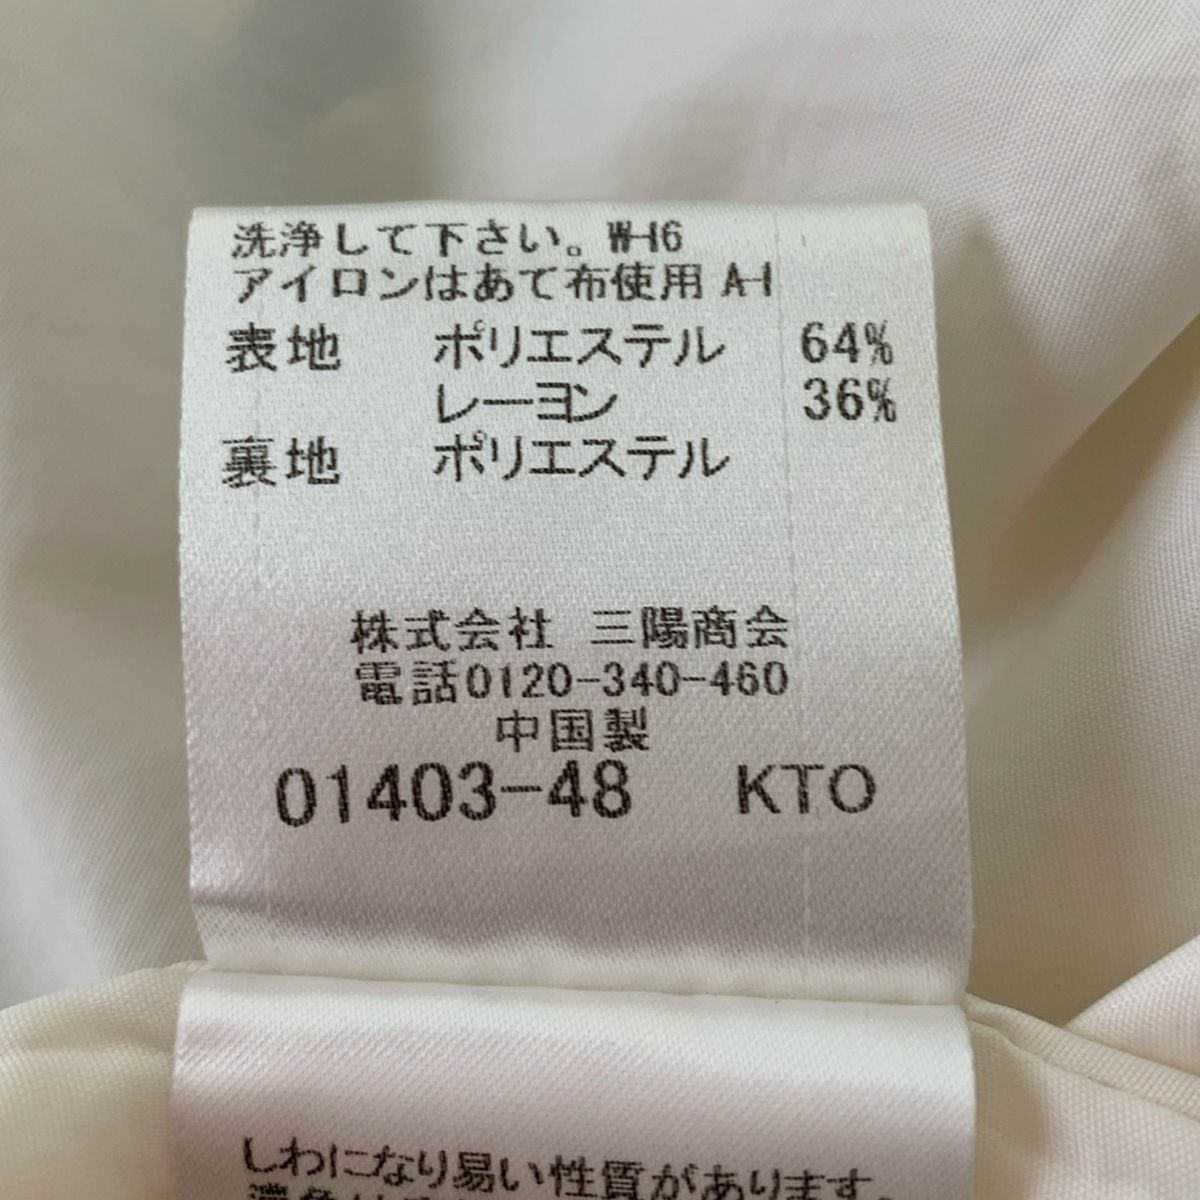 洗浄して下さい。W-16
アイロンはあて布使用 A-1
表地 ポリエステル 64%
レーヨン 36%
裏地 ポリエステル
株式会社 三陽商会
電話0120-340-460
中国製
01403-48 KTO
しわになり易い性質があります。